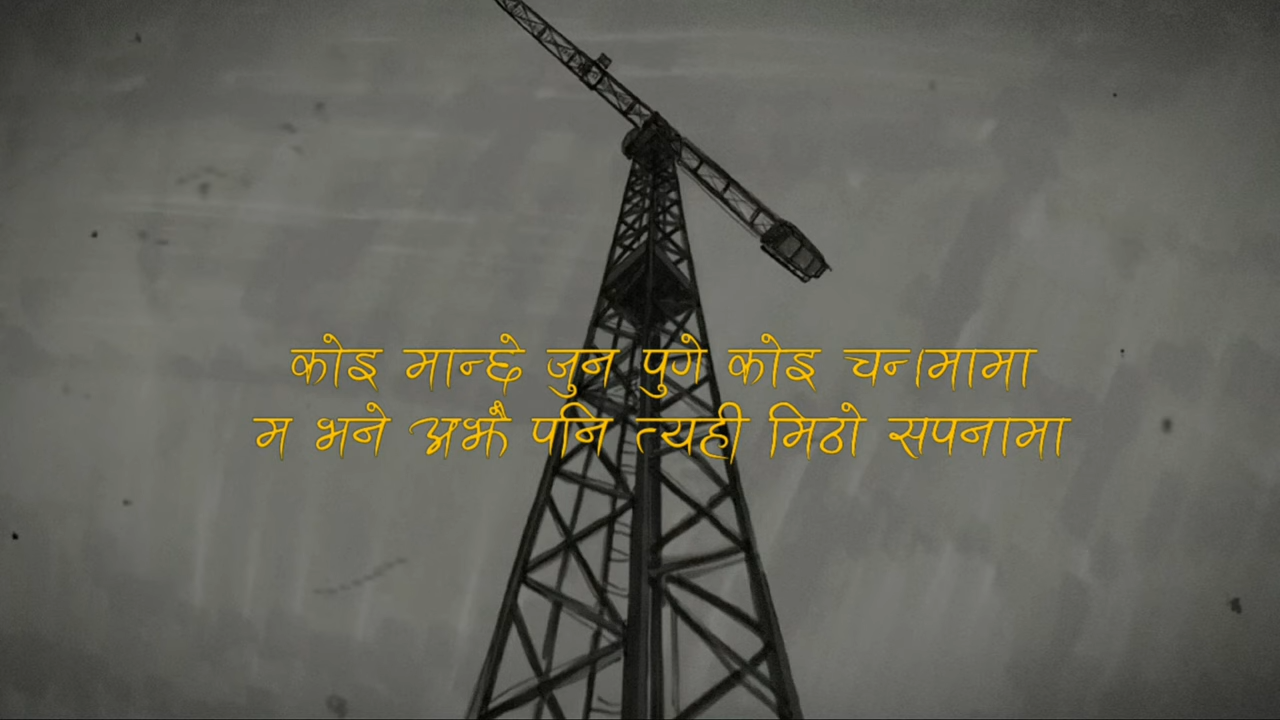 कोइ मान्छे जुन पुगे कोइ चन।मामा
म भने अझै पनि त्यही मिठो सपनामा